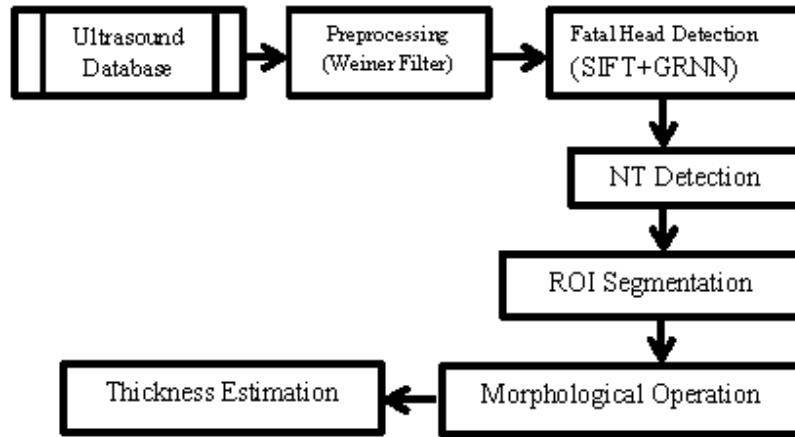 Ultrasound
Database
Preprocessing
(Weiner Filter)
Fatal Head Detection
(SIFT+GRNN)
NT Detection
ROI Segmentation
Morphological Operation
Thickness Estimation